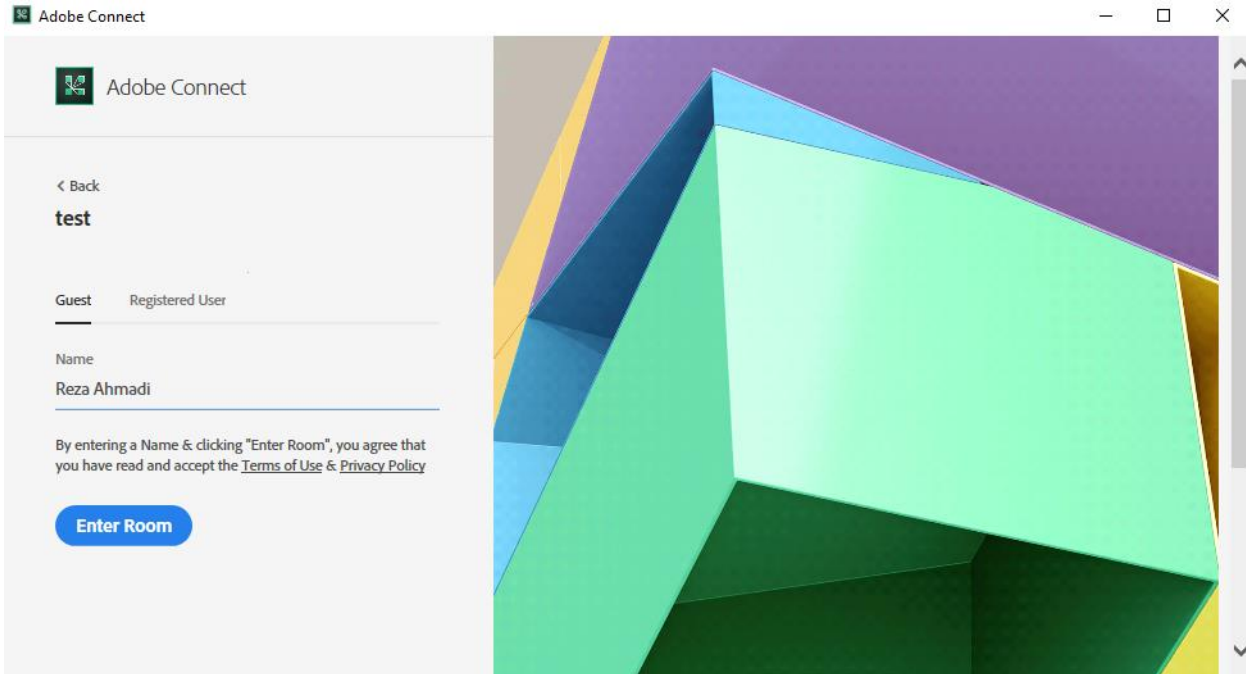 Adobe Connect
Adobe Connect
< Back
test
Guest Registered User
Name
Reza Ahmadi
By entering a Name & clicking "Enter Room", you agree that
you have read and accept the Terms of Use & Privacy Policy
Enter Room